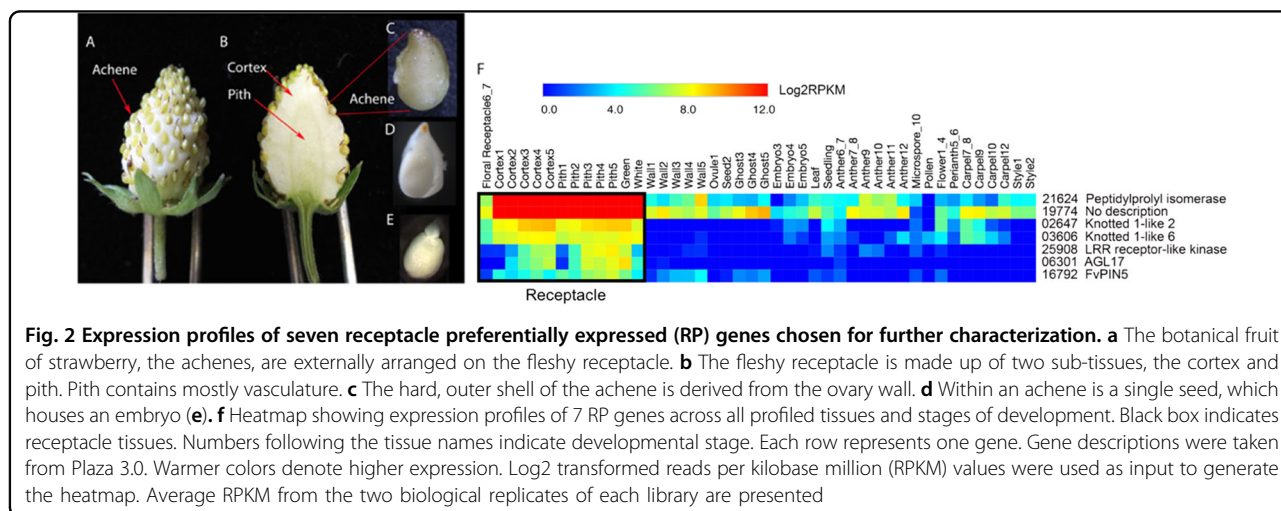 A
B
C
Achene
Cortex
Pith
Achene
D
E
F
Log2RPKM
0.0 4.0 8.0 12.0
Floral Receptacle6_7
Cortex1
Cortex2
Cortex3
Cortex4
Cortex5
Pith1
Pith2
Pith3
Pith4
Pith5
Green
White
Wall1
Wall2
Wall3
Wall4
Wall5
Ovule1
Seed2
Ghost3
Ghost4
Ghost5
Embryo3
Embryo4
Embryo5
Leaf
Seedling
Anther6_7
Anther7_8
Anther9
Anther10
Anther11
Anther12
Microspore_10
Pollen
Flower1_4
Perianth5_6
Carpel7_8
Carpel9
Carpel10
Carpel12
Style1
Style2
21624 Peptidylprolyl isomerase
19774 No description
02647 Knotted 1-like 2
03606 Knotted 1-like 6
25908 LRR receptor-like kinase
06301 AGL17
16792 FvPIN5
Receptacle
Fig. 2 Expression profiles of seven receptacle preferentially expressed (RP) genes chosen for further characterization. a The botanical fruit
of strawberry, the achenes, are externally arranged on the fleshy receptacle. b The fleshy receptacle is made up of two sub-tissues, the cortex and
pith. Pith contains mostly vasculature. c The hard, outer shell of the achene is derived from the ovary wall. d Within an achene is a single seed, which
houses an embryo (e). f Heatmap showing expression profiles of 7 RP genes across all profiled tissues and stages of development. Black box indicates
receptacle tissues. Numbers following the tissue names indicate developmental stage. Each row represents one gene. Gene descriptions were taken
from Plaza 3.0. Warmer colors denote higher expression. Log2 transformed reads per kilobase million (RPKM) values were used as input to generate
the heatmap. Average RPKM from the two biological replicates of each library are presented